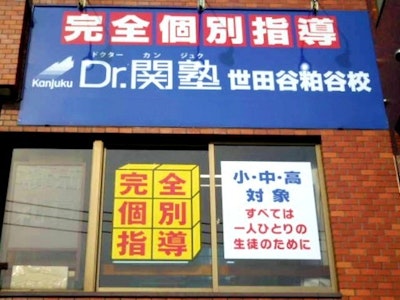 完全個別指導
ドクター カン ジュク
Kanjuku Dr.関塾 世田谷粕谷校
完全
個別
指導
小・中・高
対象
すべては
一人ひとりの
生徒のために